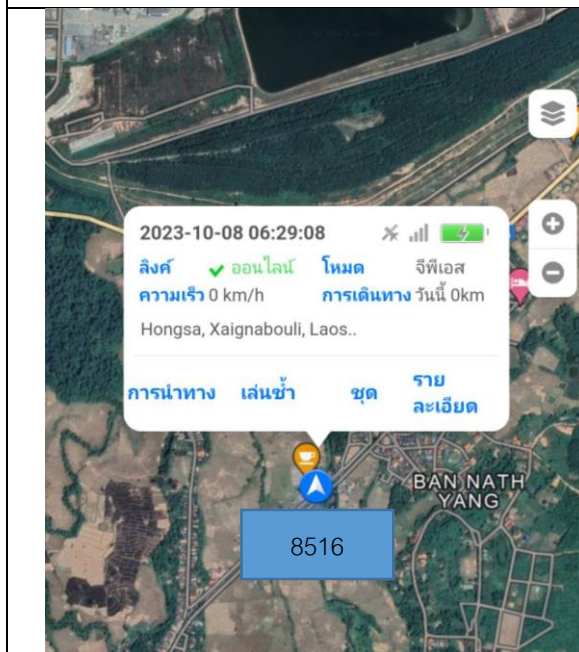 2023-10-08 06:29:08
ลิงค์ ออนไลน์ โหมด จีพีเอส
ความเร็ว 0 km/h การเดินทาง วันนี้ 0km
Hongsa, Xaignabouli, Laos..
การนำทาง เล่นซ้ำ ชุด ราย
ละเอียด
BAN NATH
YANG
8516